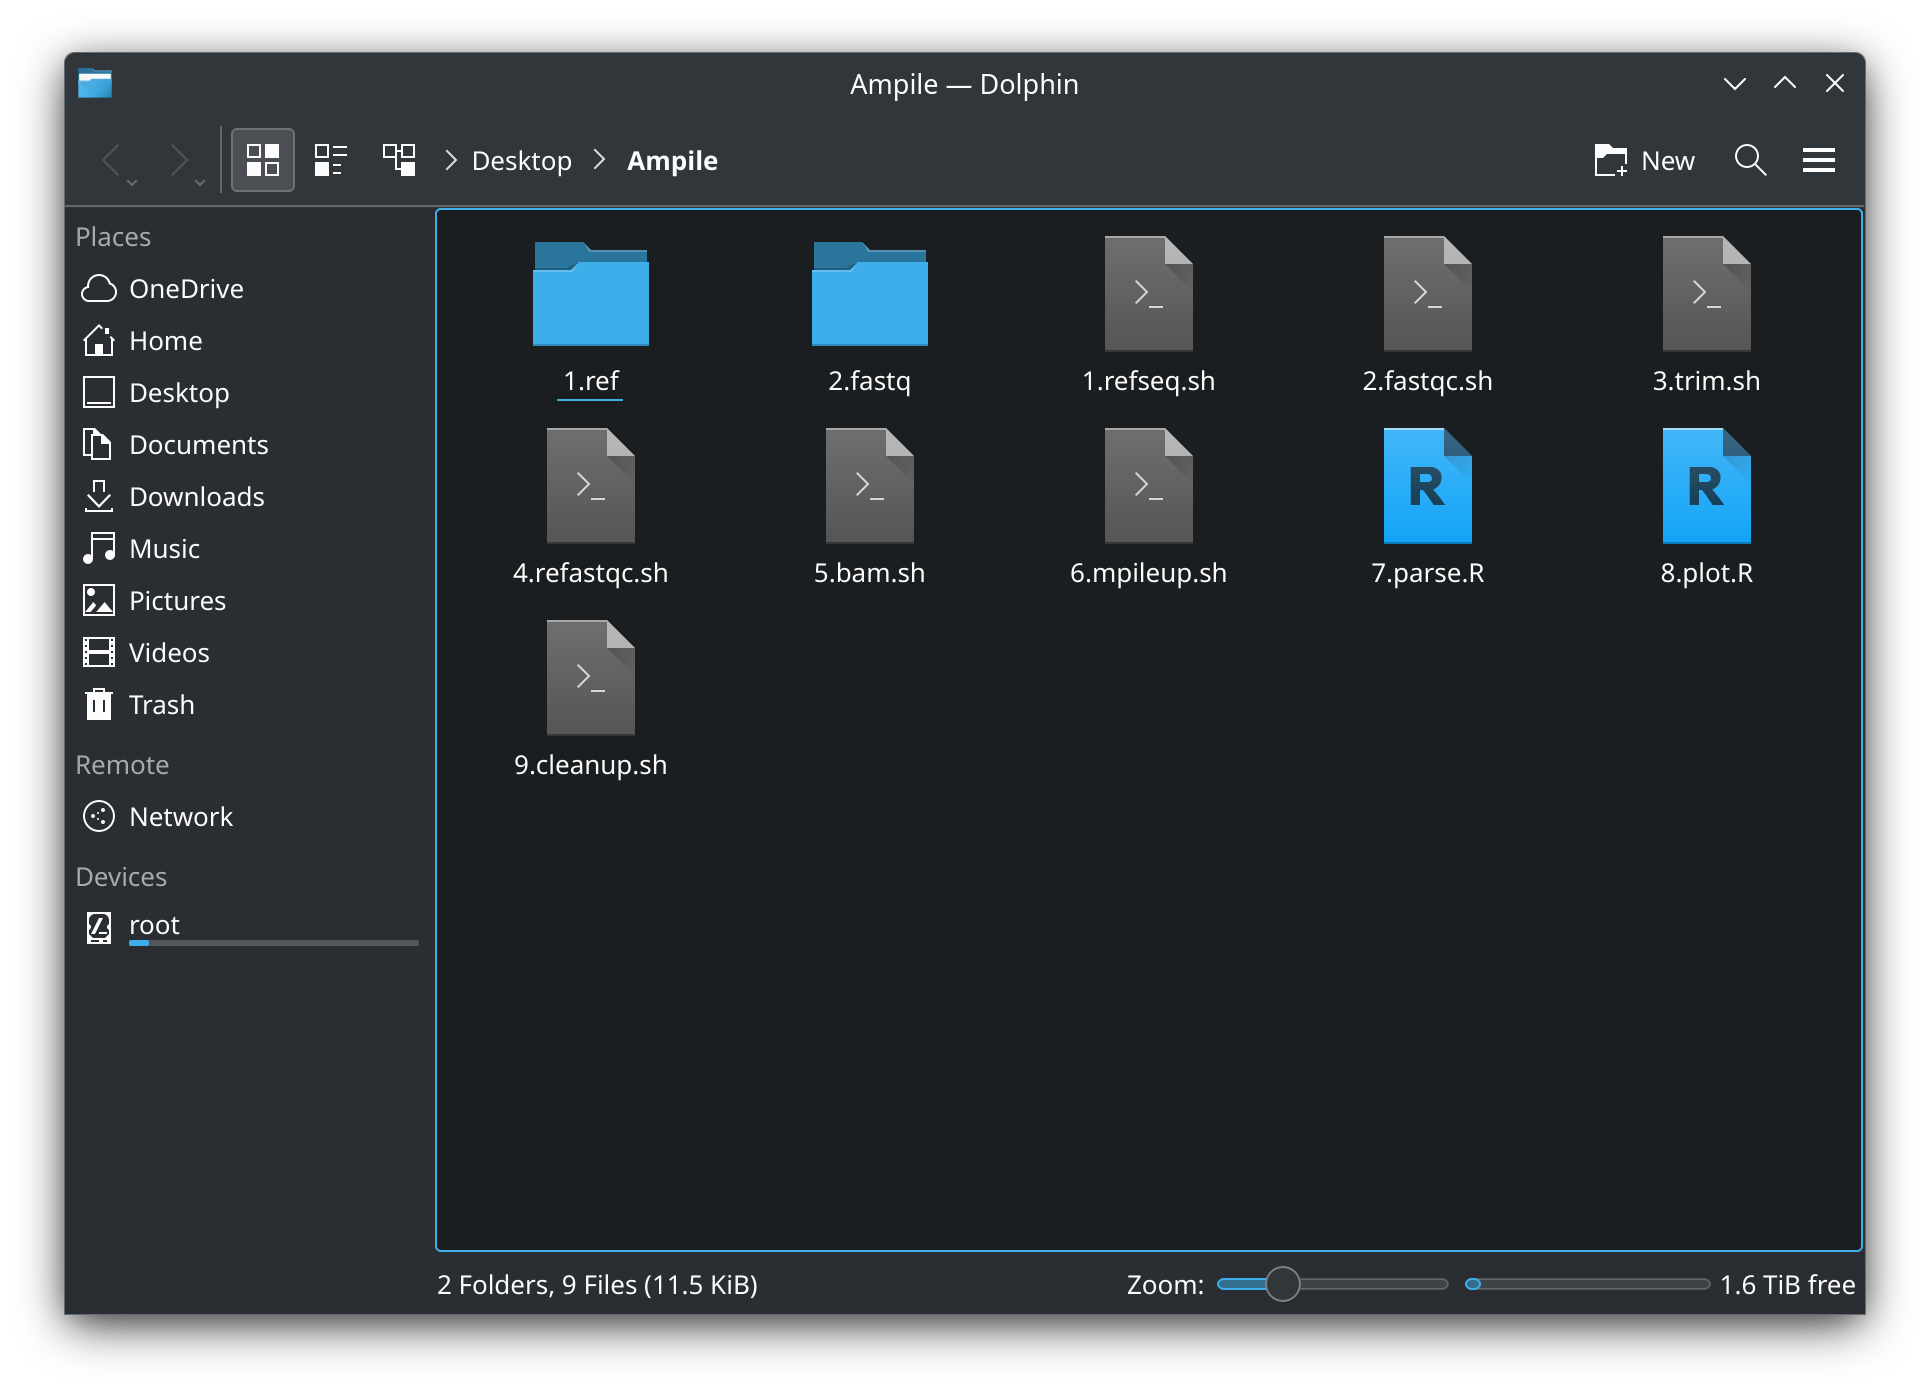 Ampile — Dolphin
Desktop
Ampile
New
Places
OneDrive
Home
Desktop
Documents
Downloads
Music
Pictures
Videos
Trash
Remote
Network
Devices
root
1.ref
2.fastq
1.refseq.sh
2.fastqc.sh
3.trim.sh
4.refastqc.sh
5.bam.sh
6.mpileup.sh
R
7.parse.R
R
8.plot.R
9.cleanup.sh
2 Folders, 9 Files (11.5 KiB)
Zoom:
1.6 TiB free